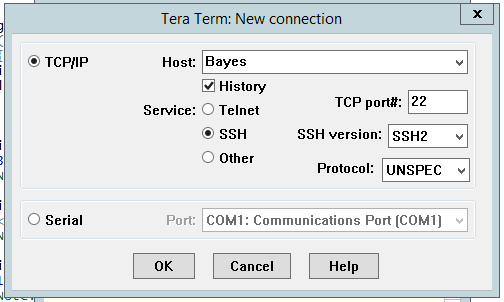 Tera Term: New connection
x
TCP/IP
Host: Bayes
History
Service: Telnet
TCP port#: 22
SSH
SSH version: SSH2
Other
Protocol: UNSPEC
Serial
Port: COM1: Communications Port (COM1)
OK Cancel Help